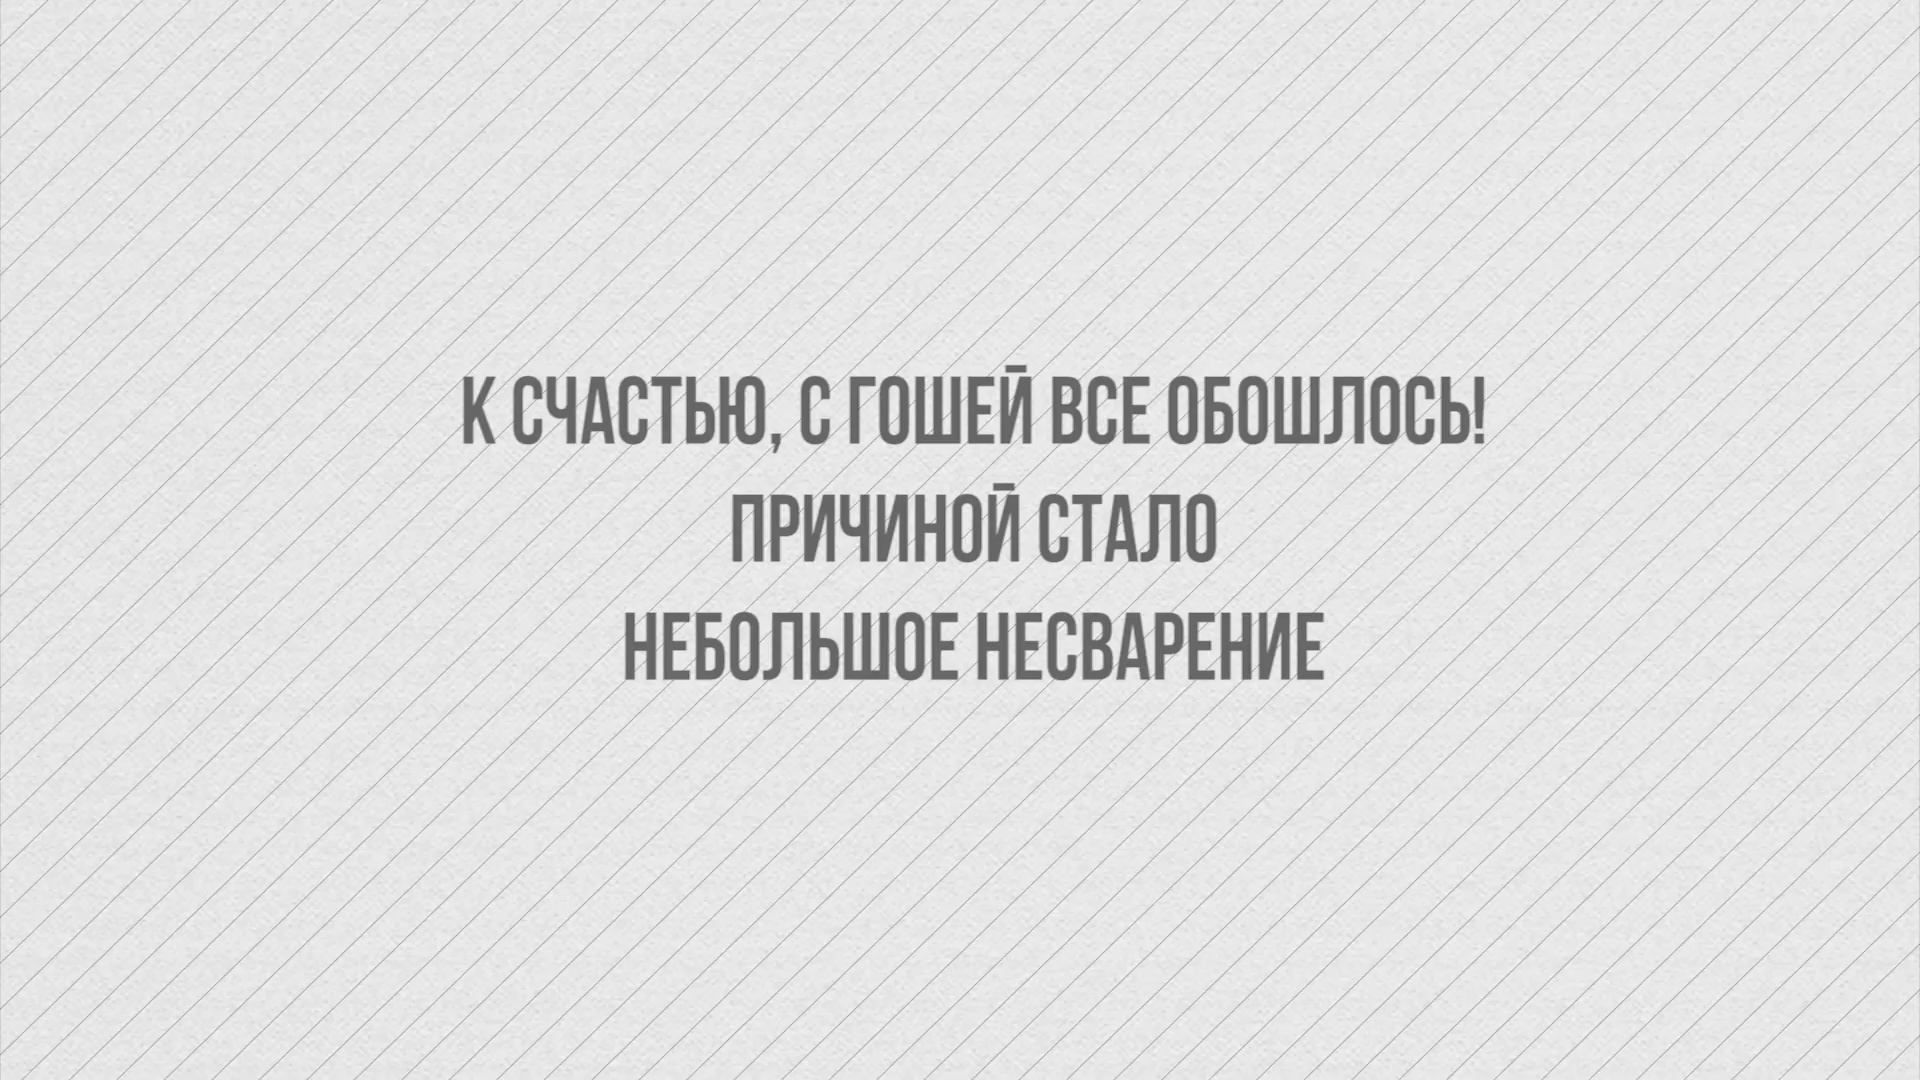 К СЧАСТЬЮ, С ГОШЕЙ ВСЕ ОБОШЛОСЬ!
ПРИЧИНОЙ СТАЛО
НЕБОЛЬШОЕ НЕСВАРЕНИЕ